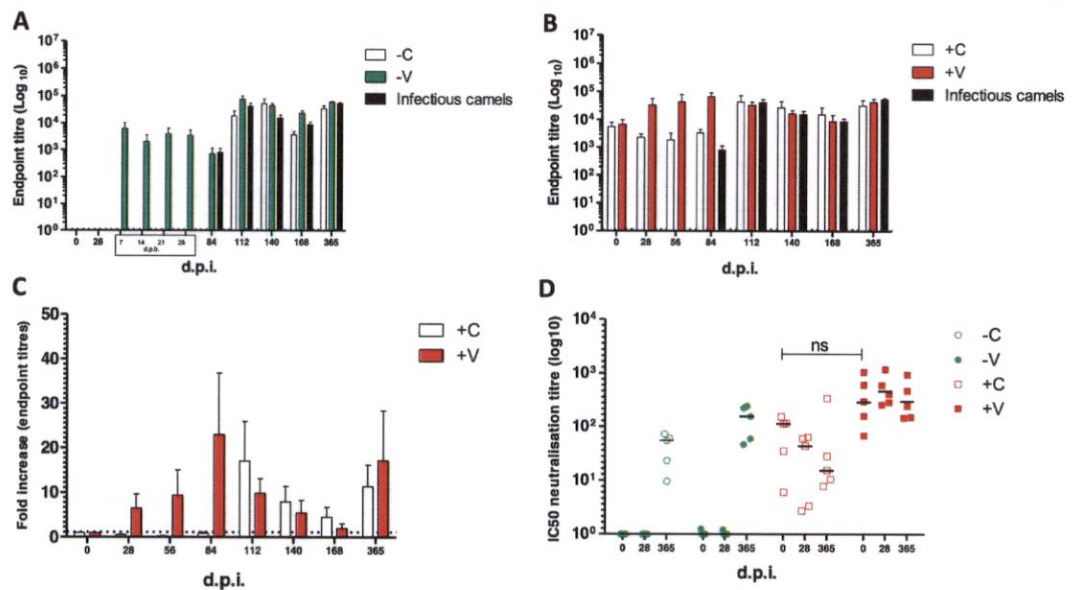 A
Endpoint titre (Log 10)
10⁷
10⁶
10⁵
10⁴
10³
10²
10¹
10⁰
0 28 7 14 21 28 84 112 140 168 365
d.p.b.
d.p.i.
-C
-V
Infectious camels
B
Endpoint titre (Log 10)
10⁷
10⁶
10⁵
10⁴
10³
10²
10¹
10⁰
0 28 56 84 112 140 168 365
d.p.i.
+C
+V
Infectious camels
C
Fold increase (endpoint titres)
50
40
30
20
10
0
0 28 56 84 112 140 168 365
d.p.i.
+C
+V
D
IC50 neutralisation titre (log10)
10⁴
10³
10²
10¹
10⁰
ns
0 28 365 0 28 365 0 28 365 0 28 365
d.p.i.
-C
-V
+C
+V